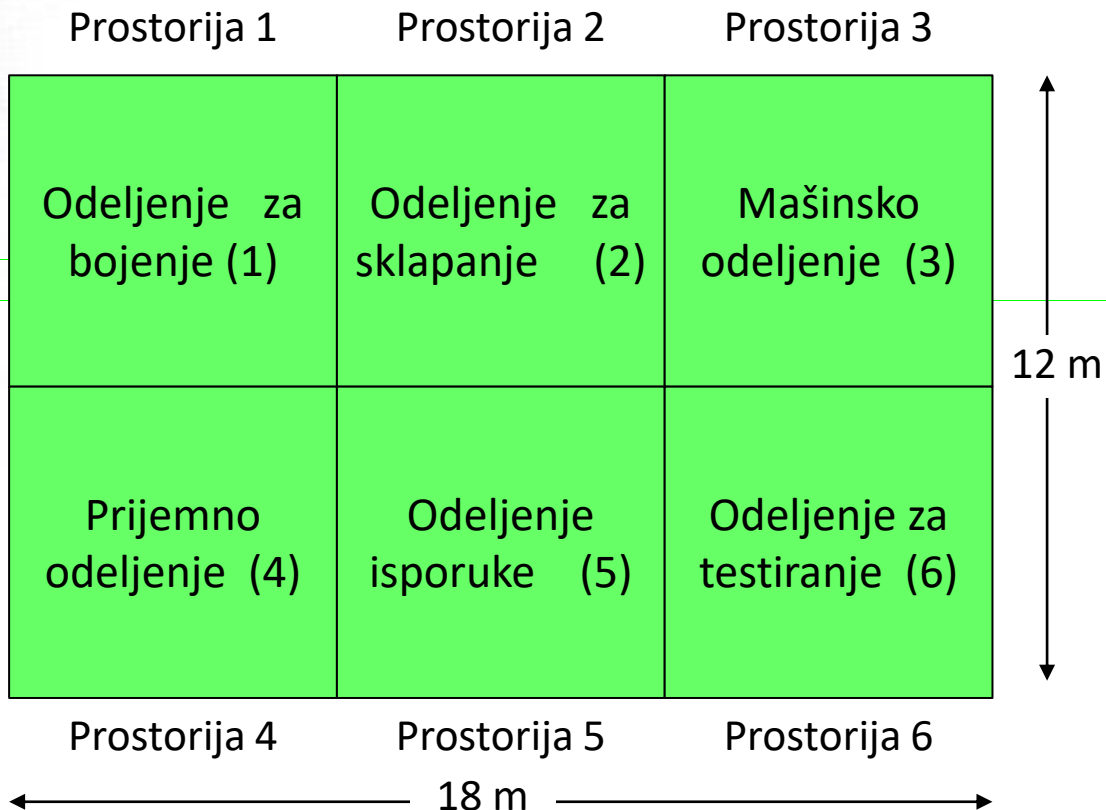 Prostorija 1 Prostorija 2 Prostorija 3
Odeljenje za
bojenje (1)
Odeljenje za
sklapanje (2)
Mašinsko
odeljenje (3)
12 m
Prijemno
odeljenje (4)
Odeljenje
isporuke (5)
Odeljenje za
testiranje (6)
Prostorija 4 Prostorija 5 Prostorija 6
18 m